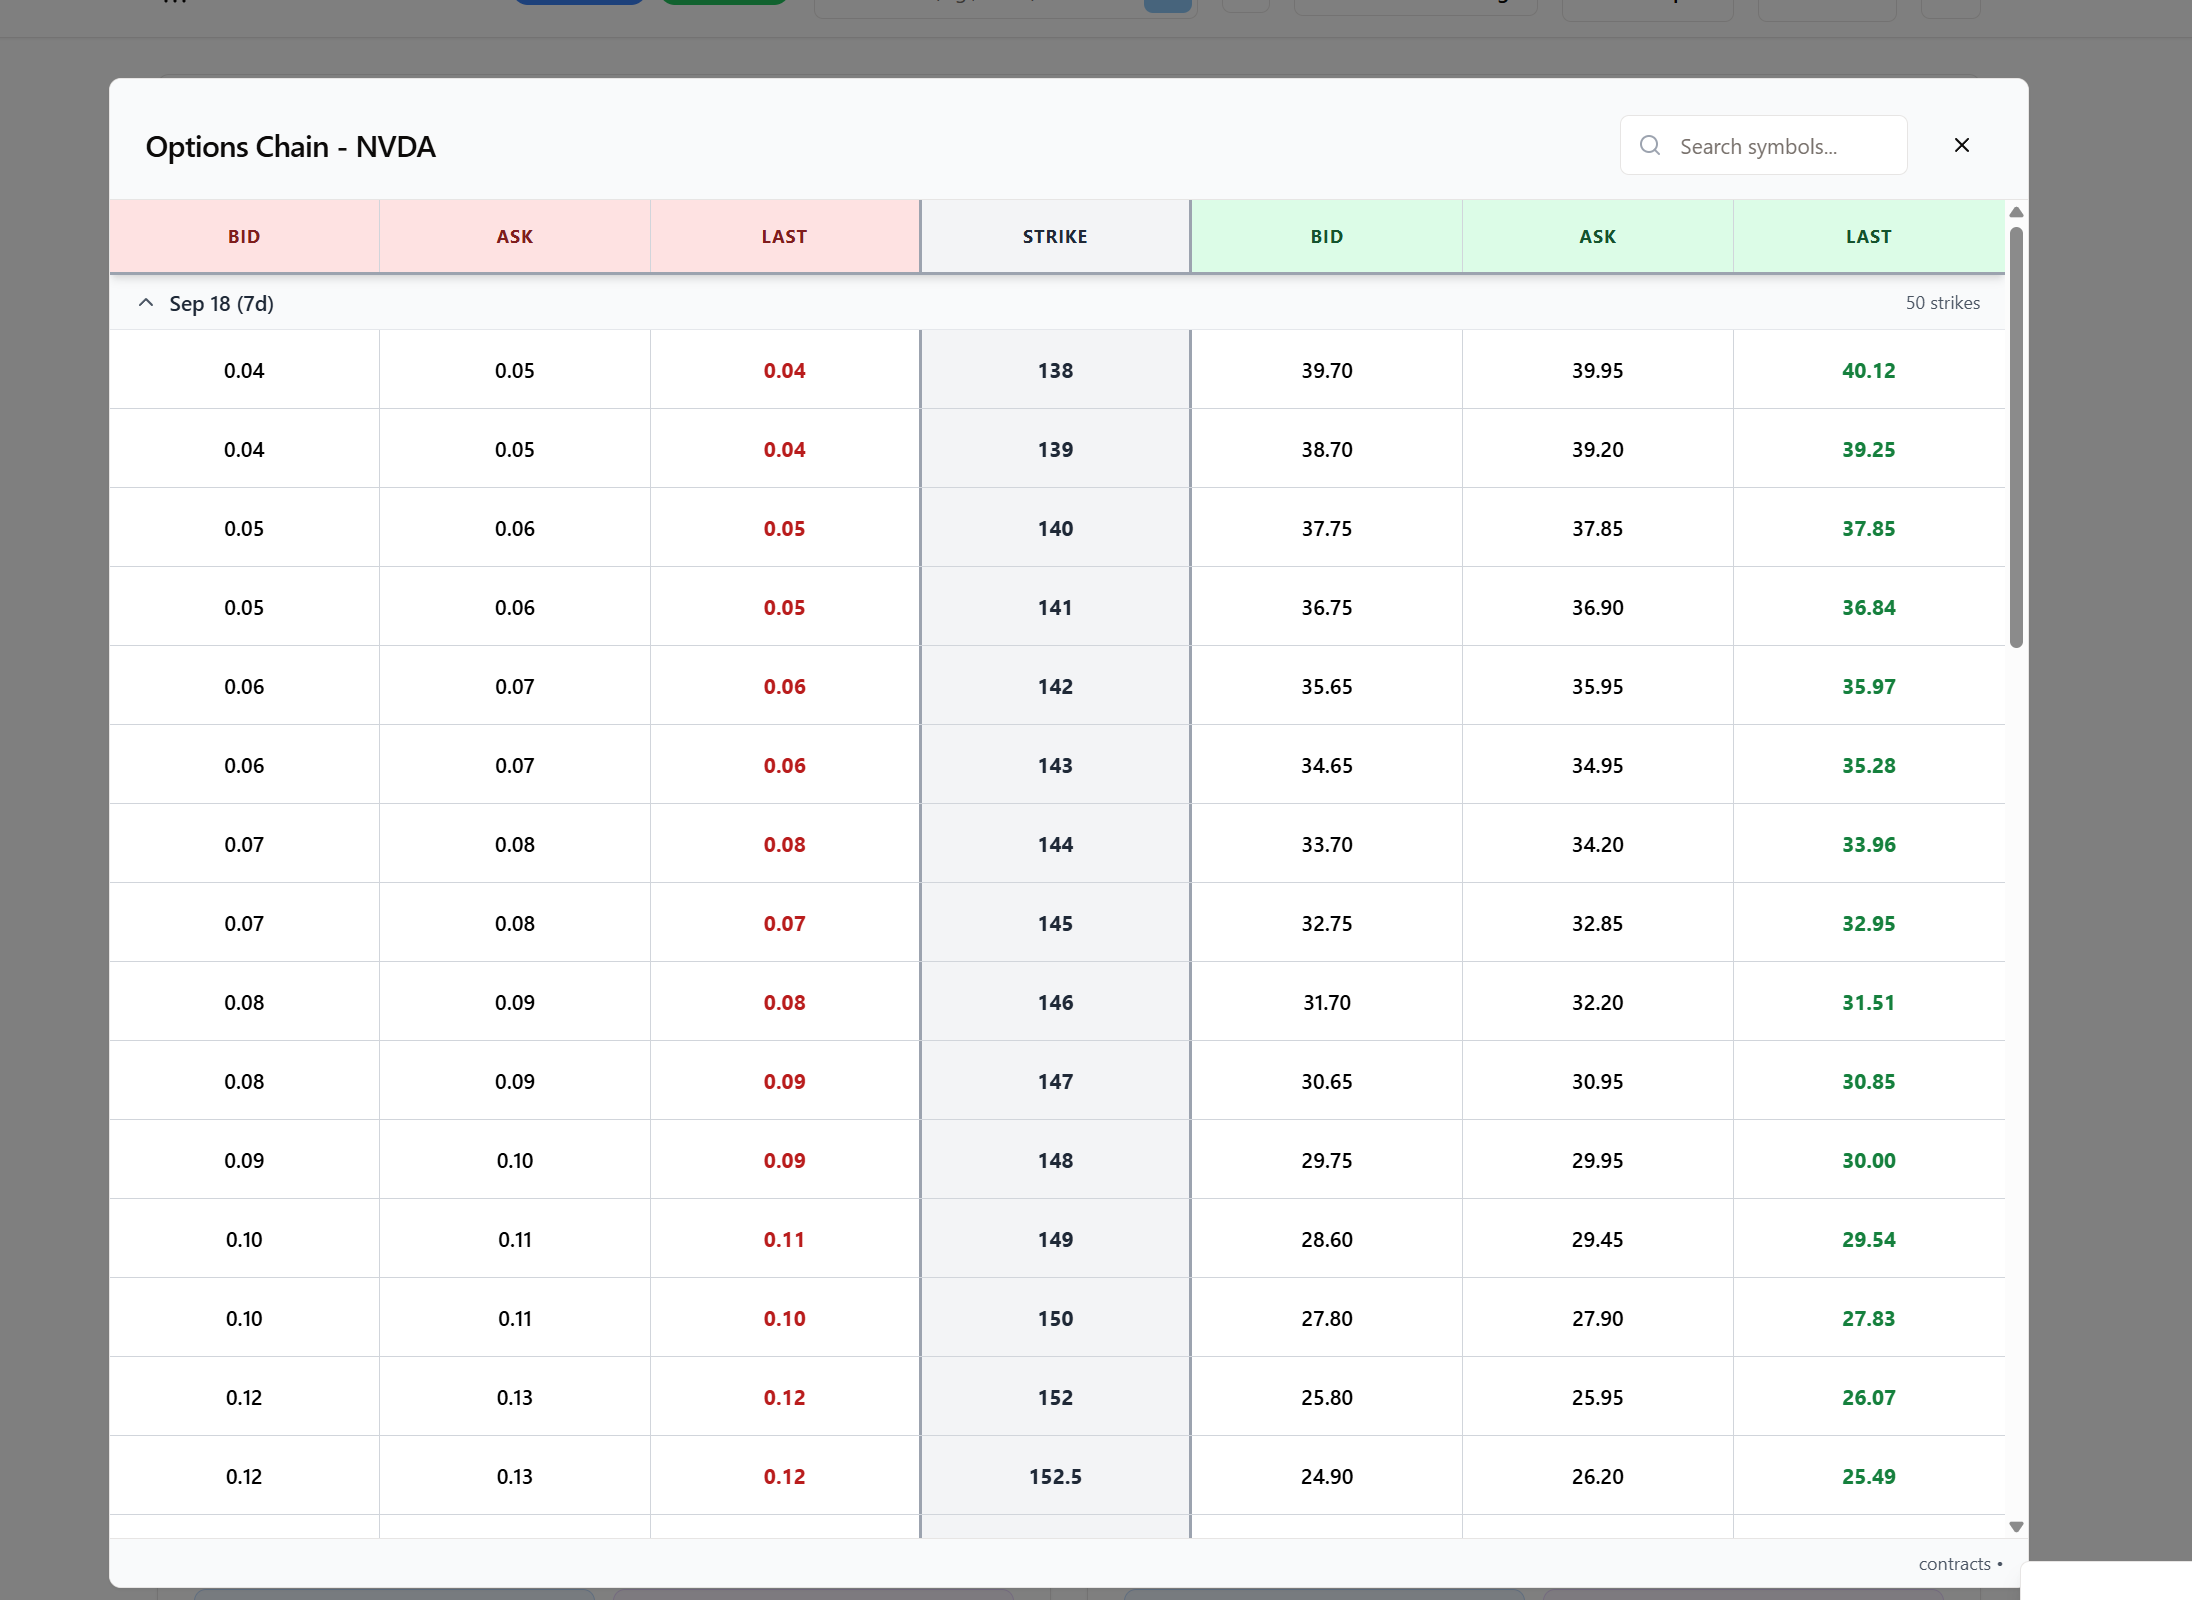 Options Chain - NVDA
Search symbols...
BID ASK LAST STRIKE BID ASK LAST
Sep 18 (7d) 50 strikes
0.04 0.05 0.04 138 39.70 39.95 40.12
0.04 0.05 0.04 139 38.70 39.20 39.25
0.05 0.06 0.05 140 37.75 37.85 37.85
0.05 0.06 0.05 141 36.75 36.90 36.84
0.06 0.07 0.06 142 35.65 35.95 35.97
0.06 0.07 0.06 143 34.65 34.95 35.28
0.07 0.08 0.08 144 33.70 34.20 33.96
0.07 0.08 0.07 145 32.75 32.85 32.95
0.08 0.09 0.08 146 31.70 32.20 31.51
0.08 0.09 0.09 147 30.65 30.95 30.85
0.09 0.10 0.09 148 29.75 29.95 30.00
0.10 0.11 0.11 149 28.60 29.45 29.54
0.10 0.11 0.10 150 27.80 27.90 27.83
0.12 0.13 0.12 152 25.80 25.95 26.07
0.12 0.13 0.12 152.5 24.90 26.20 25.49
contracts •